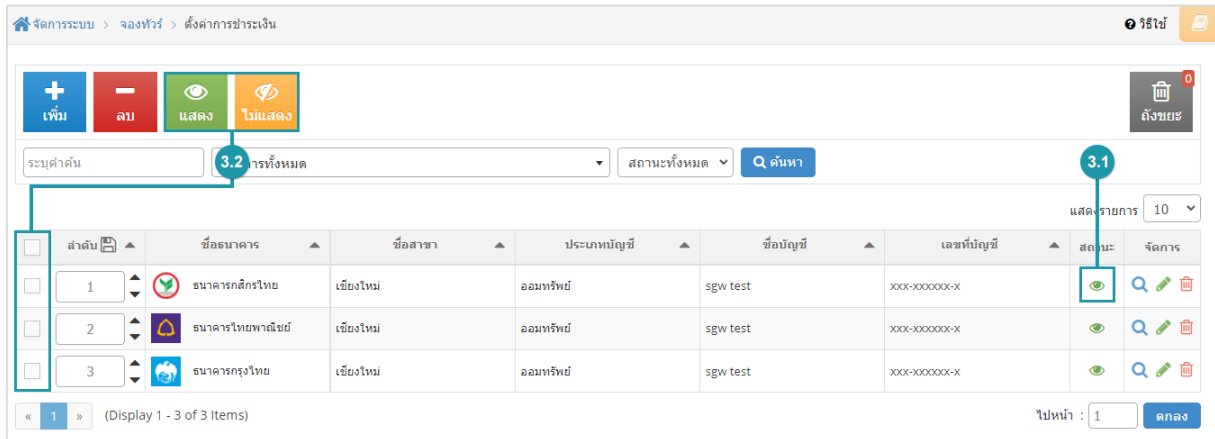 จัดการระบบ > จองทัวร์ > ตั้งค่าการชำระเงิน วิธีใช้
เพิ่ม ลบ แสดง ไม่แสดง 0 ถังขยะ
ระบุคำค้น 3.2 ารทั้งหมด สถานะทั้งหมด ค้นหา 3.1
แสดงรายการ 10
ลำดับ ชื่อธนาคาร ชื่อสาขา ประเภทบัญชี ชื่อบัญชี เลขที่บัญชี สถานะ จัดการ
1 ธนาคารกสิกรไทย เชียงใหม่ ออมทรัพย์ sgw test xxx-xxxxxx-x
2 ธนาคารไทยพาณิชย์ เชียงใหม่ ออมทรัพย์ sgw test xxx-xxxxxx-x
3 ธนาคารกรุงไทย เชียงใหม่ ออมทรัพย์ sgw test xxx-xxxxxx-x
« 1 » (Display 1 - 3 of 3 Items) ไปหน้า : 1 ตกลง